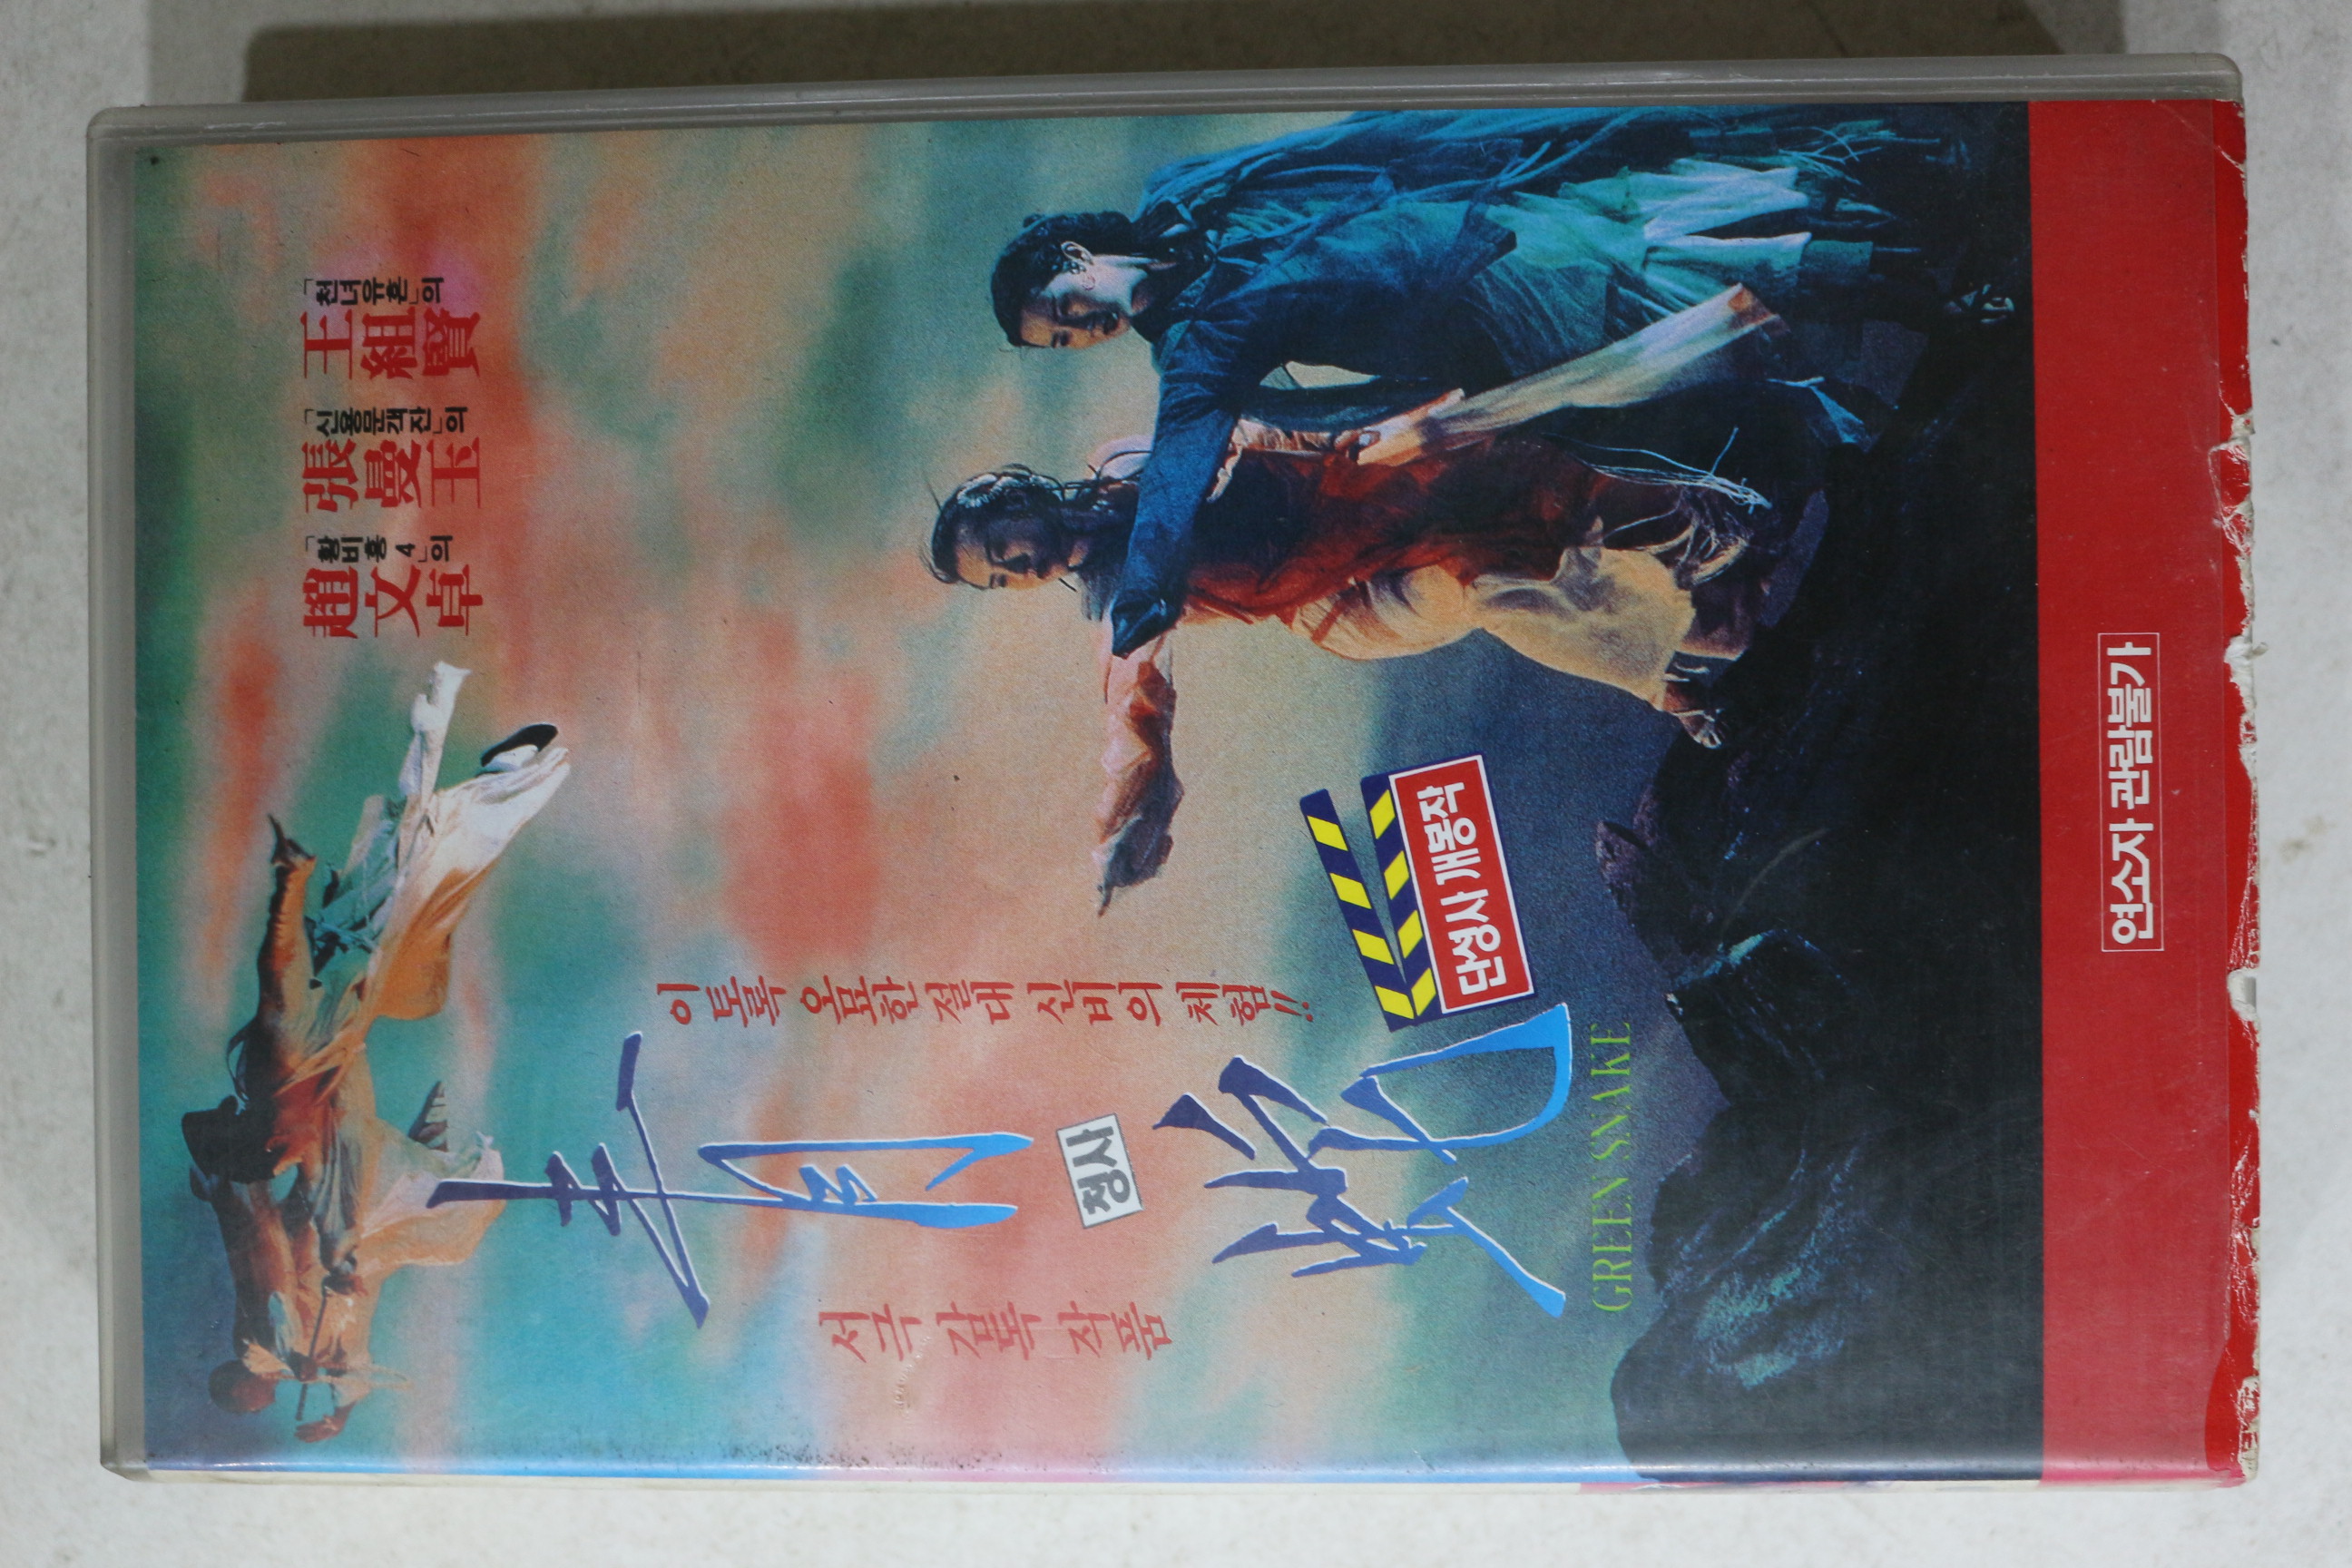 「천녀유혼」의
王組賢
「신용문객잔」의
張曼玉
「황비홍 4」의
趙文卓
이토록 오묘한 절대 신비의 체험!!
靑蛇
청사
서극 감독 작품
단성사 개봉작
GREEN SNAKE
연소자 관람불가